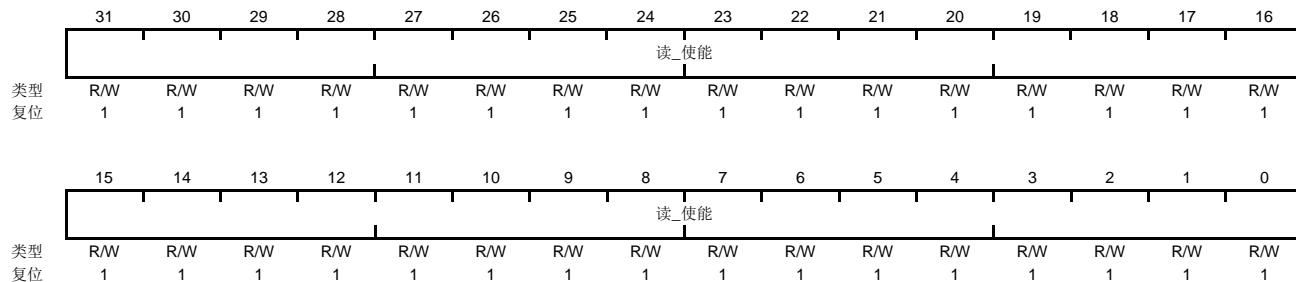 31 30 29 28 27 26 25 24 23 22 21 20 19 18 17 16
读_使能
类型 R/W R/W R/W R/W R/W R/W R/W R/W R/W R/W R/W R/W R/W R/W R/W R/W
复位 1 1 1 1 1 1 1 1 1 1 1 1 1 1 1 1
15 14 13 12 11 10 9 8 7 6 5 4 3 2 1 0
读_使能
类型 R/W R/W R/W R/W R/W R/W R/W R/W R/W R/W R/W R/W R/W R/W R/W R/W
复位 1 1 1 1 1 1 1 1 1 1 1 1 1 1 1 1